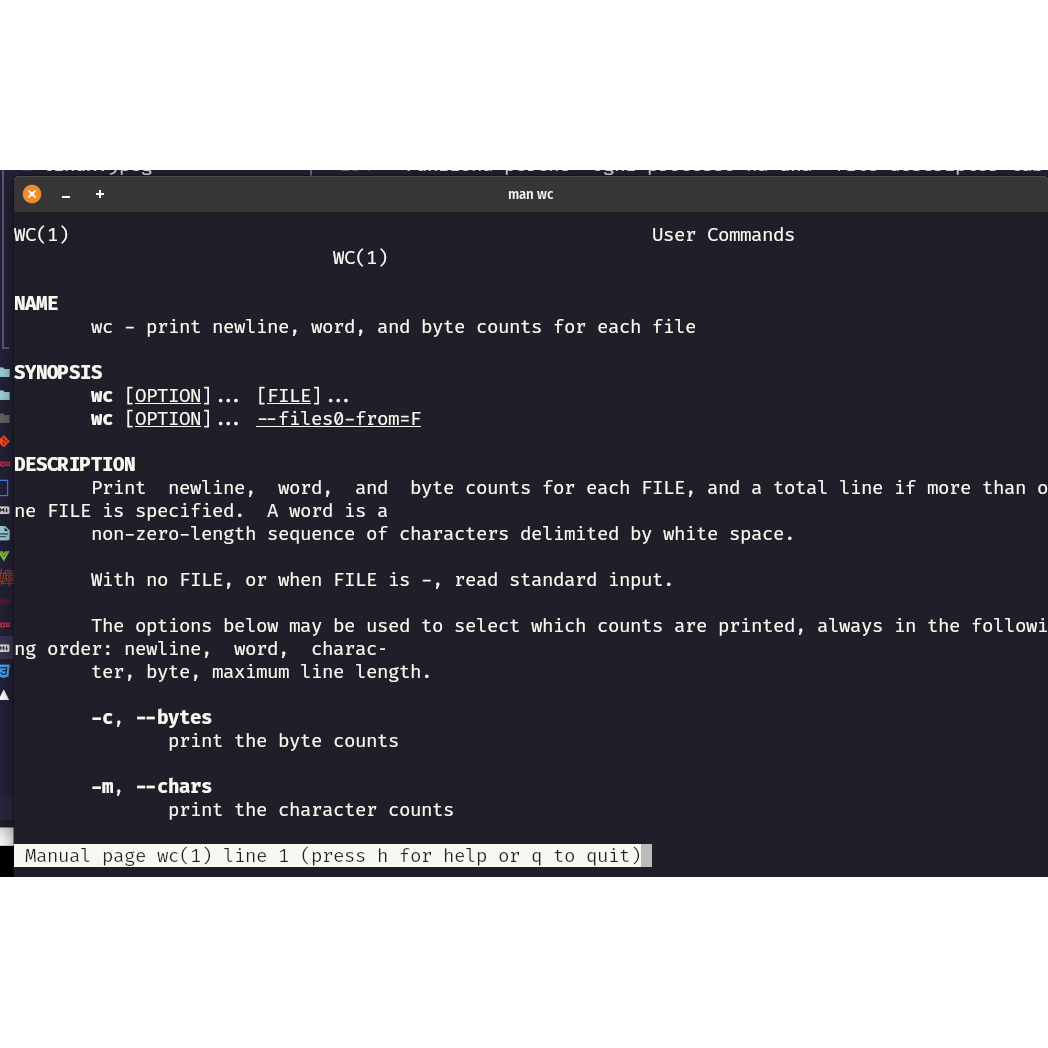 man wc
WC(1) User Commands
WC(1)
NAME
wc - print newline, word, and byte counts for each file
SYNOPSIS
wc [OPTION]... [FILE]...
wc [OPTION]... --files0-from=F
DESCRIPTION
Print  newline,  word,  and  byte counts for each FILE, and a total line if more than o
ne FILE is specified.  A word is a
non-zero-length sequence of characters delimited by white space.
With no FILE, or when FILE is -, read standard input.
The options below may be used to select which counts are printed, always in the followi
ng order: newline,  word,  charac-
ter, byte, maximum line length.
-c, --bytes
print the byte counts
-m, --chars
print the character counts
Manual page wc(1) line 1 (press h for help or q to quit)